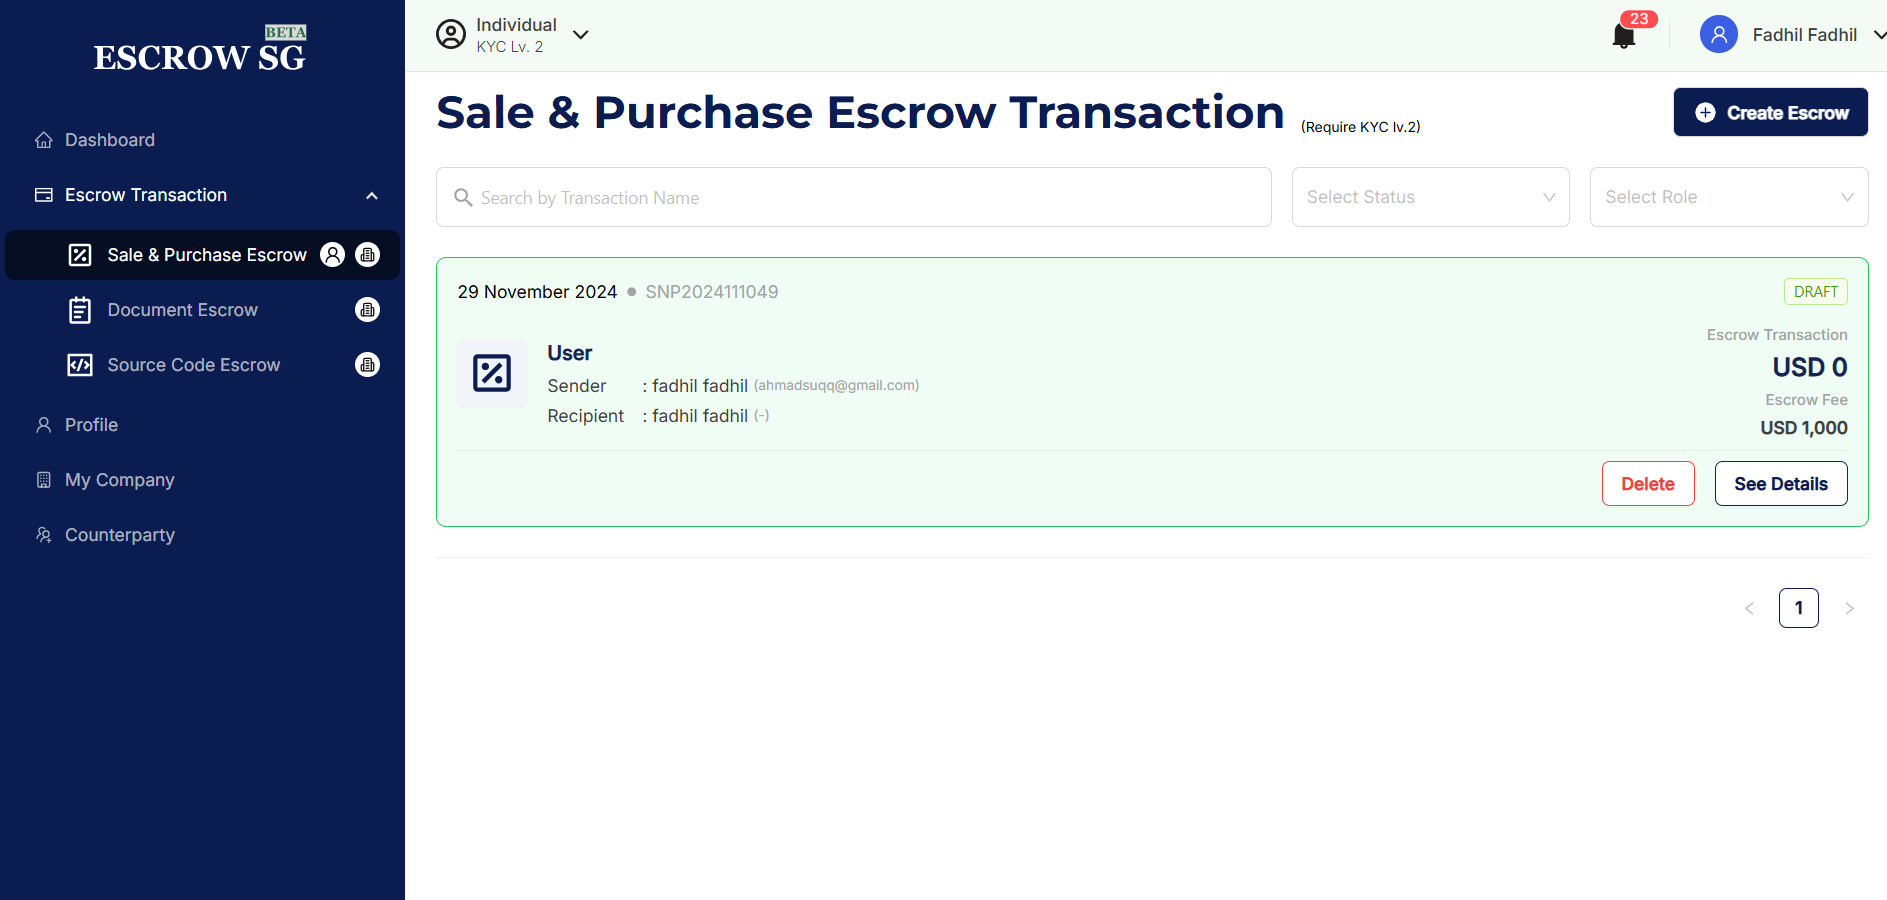 BETA
ESCROW SG
Dashboard
Escrow Transaction
Sale & Purchase Escrow
Document Escrow
Source Code Escrow
Profile
My Company
Counterparty
Individual
KYC Lv. 2
23
Fadhil Fadhil
Sale & Purchase Escrow Transaction (Require KYC lv.2)
Create Escrow
Search by Transaction Name
Select Status
Select Role
29 November 2024 ● SNP2024111049
DRAFT
User
Sender : fadhil fadhil (ahmadsuqq@gmail.com)
Recipient : fadhil fadhil (-)
Escrow Transaction
USD 0
Escrow Fee
USD 1,000
Delete
See Details
< 1 >